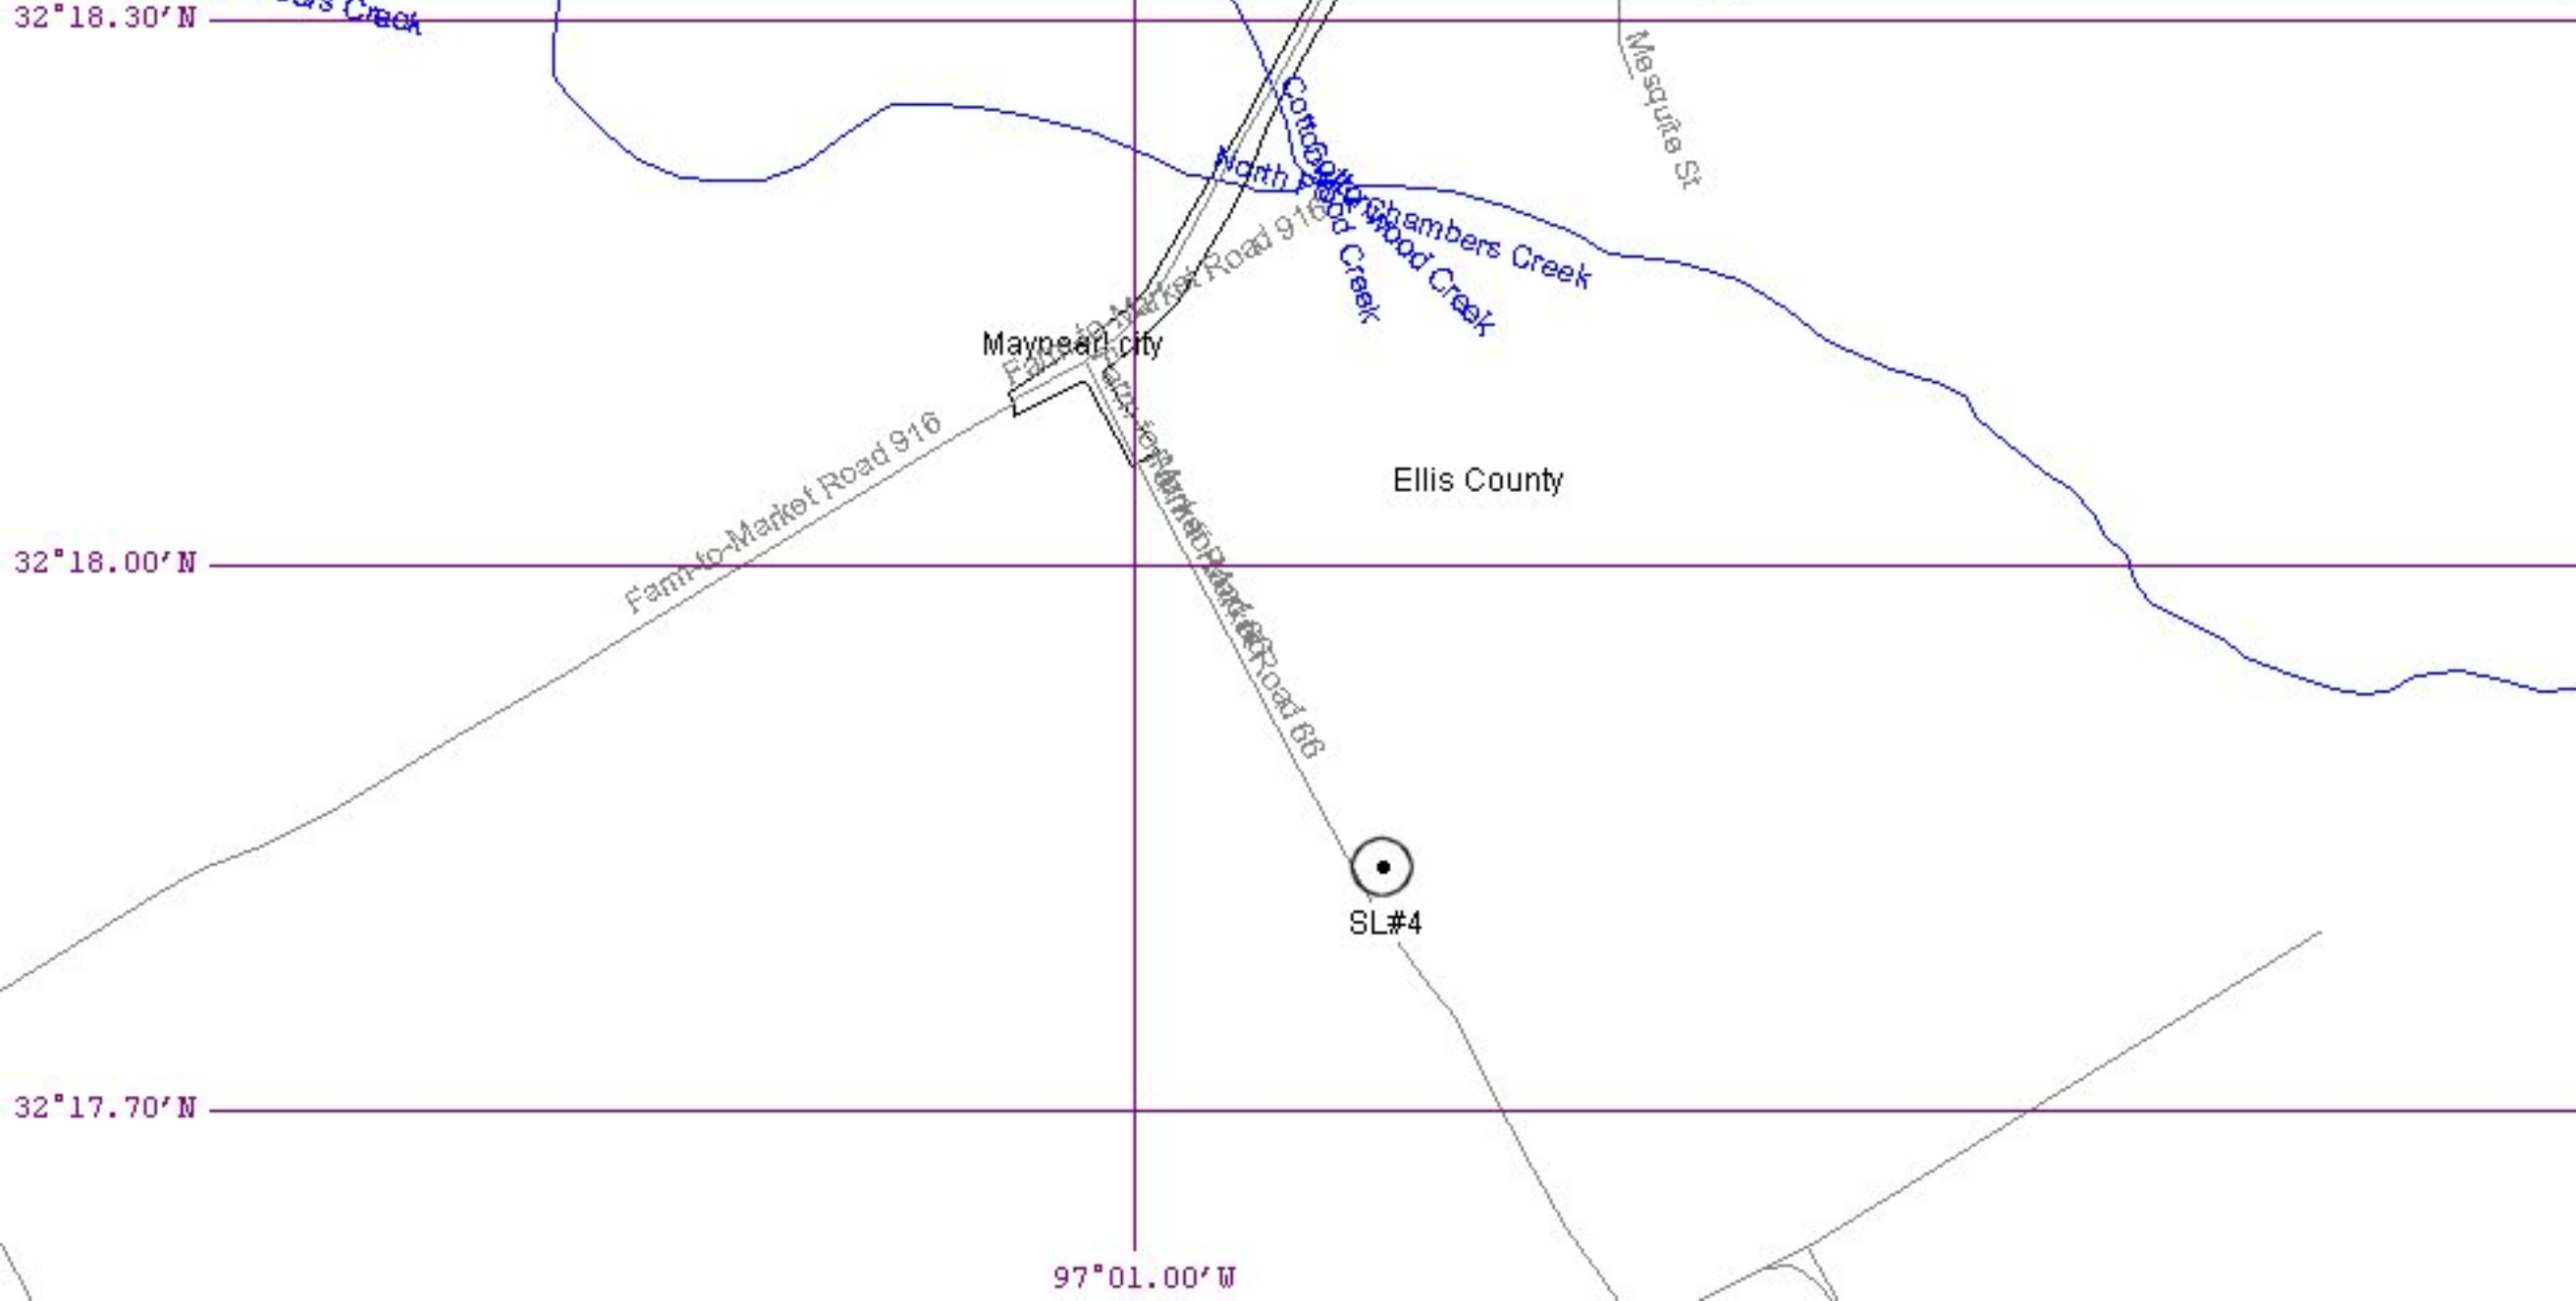 32°18.30'N
Creek
Mesquite St
Cottonwood Creek
North
Chambers Creek
Cottonwood Creek
Farm-to-Market Road 916
Maypearl city
Farm-to-Market Road 916
Ellis County
32°18.00'N
Road 66
SL#4
32°17.70'N
97°01.00'W